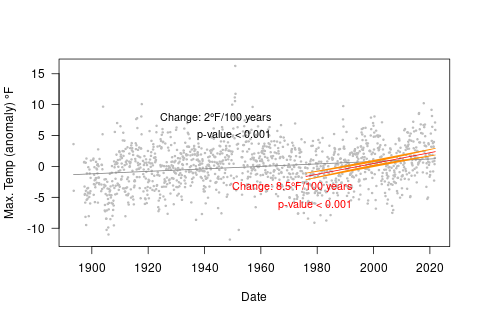 Max. Temp (anomaly) °F
15
10
5
0
-5
-10
Change: 2°F/100 years
p-value < 0.001
Change: 8.5°F/100 years
p-value < 0.001
1900
1920
1940
1960
1980
2000
2020
Date